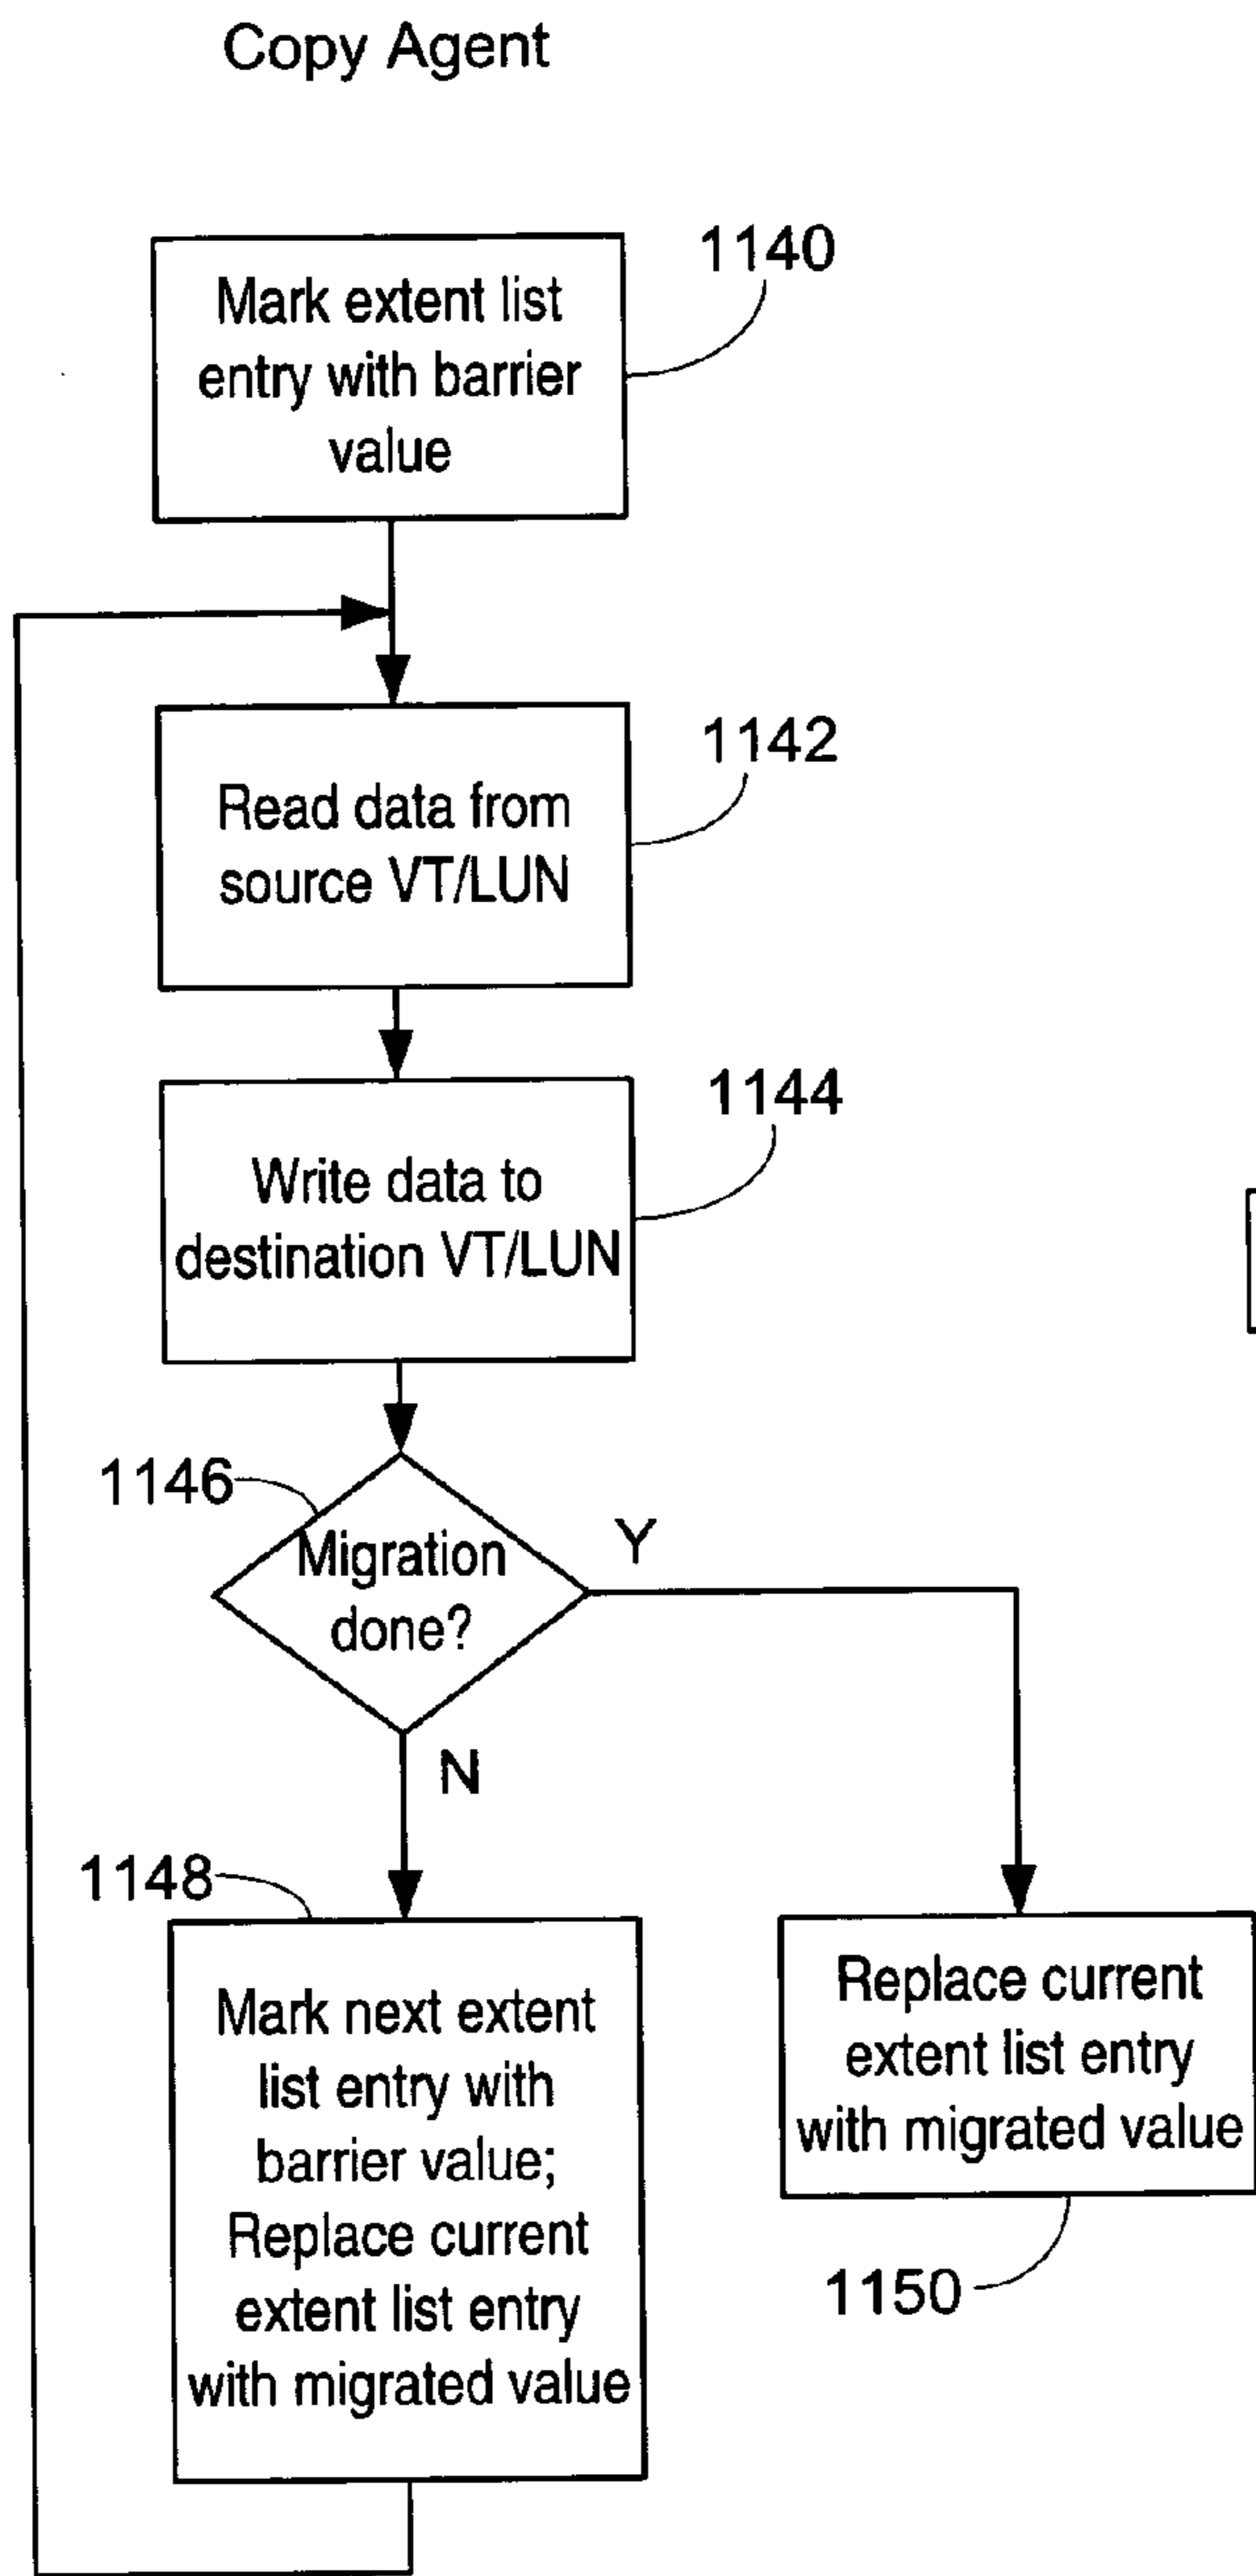 Copy Agent
1140
Mark extent list
entry with barrier
value
1142
Read data from
source VT/LUN
1144
Write data to
destination VT/LUN
1146
Migration
done?
Y
N
1148
Mark next extent
list entry with
barrier value;
Replace current
extent list entry
with migrated value
Replace current
extent list entry
with migrated value
1150